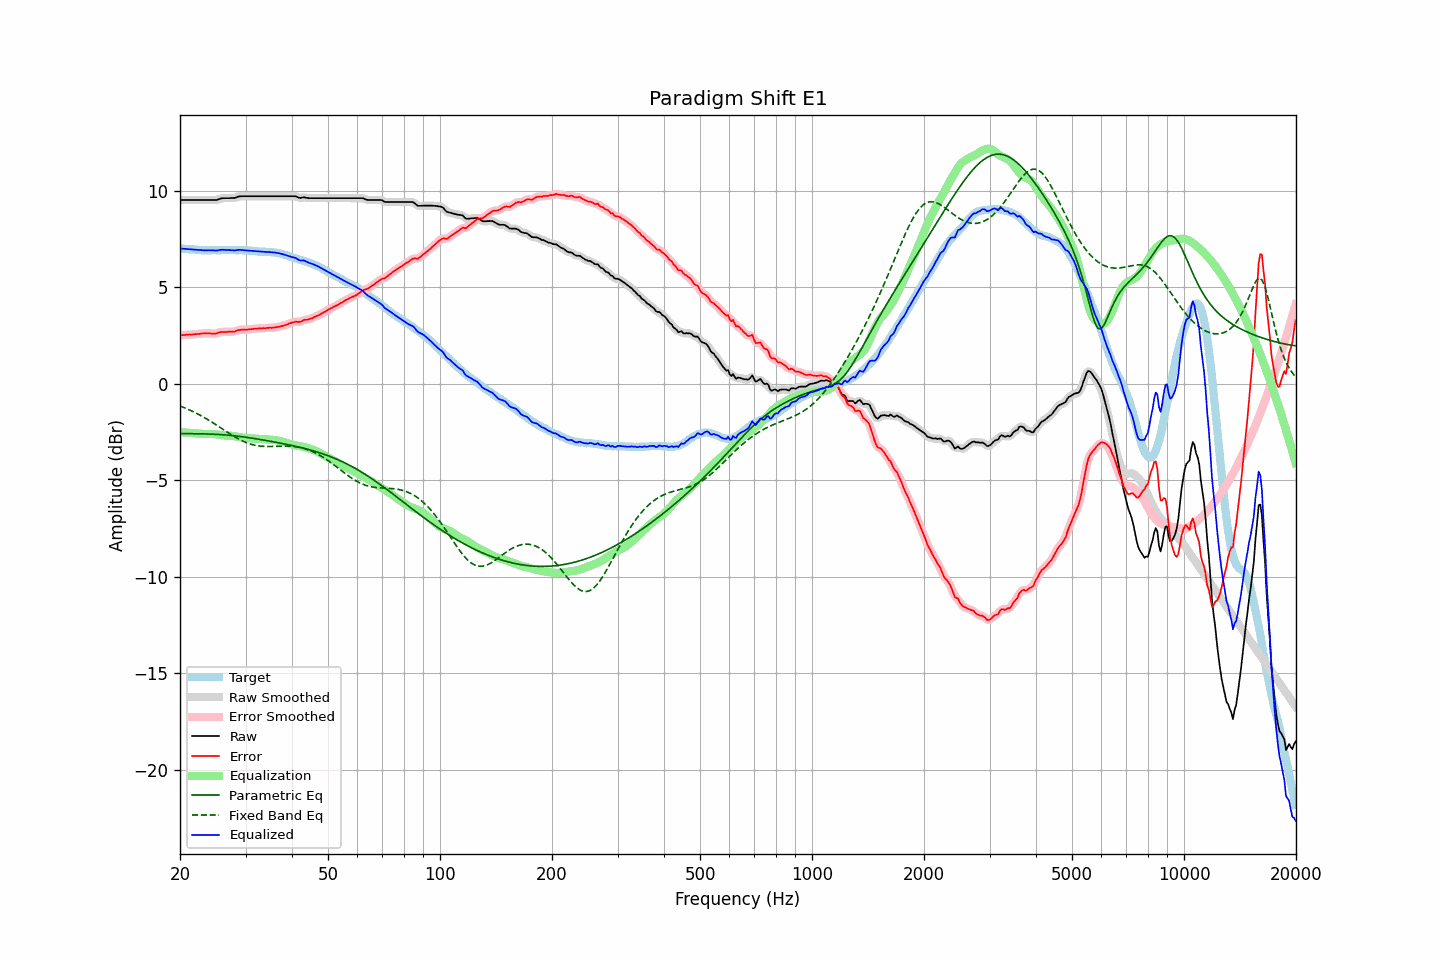 Paradigm Shift E1
Amplitude (dBr)
10
5
0
−5
−10
−15
−20
Target
Raw Smoothed
Error Smoothed
Raw
Error
Equalization
Parametric Eq
Fixed Band Eq
Equalized
20 50 100 200 500 1000 2000 5000 10000 20000
Frequency (Hz)